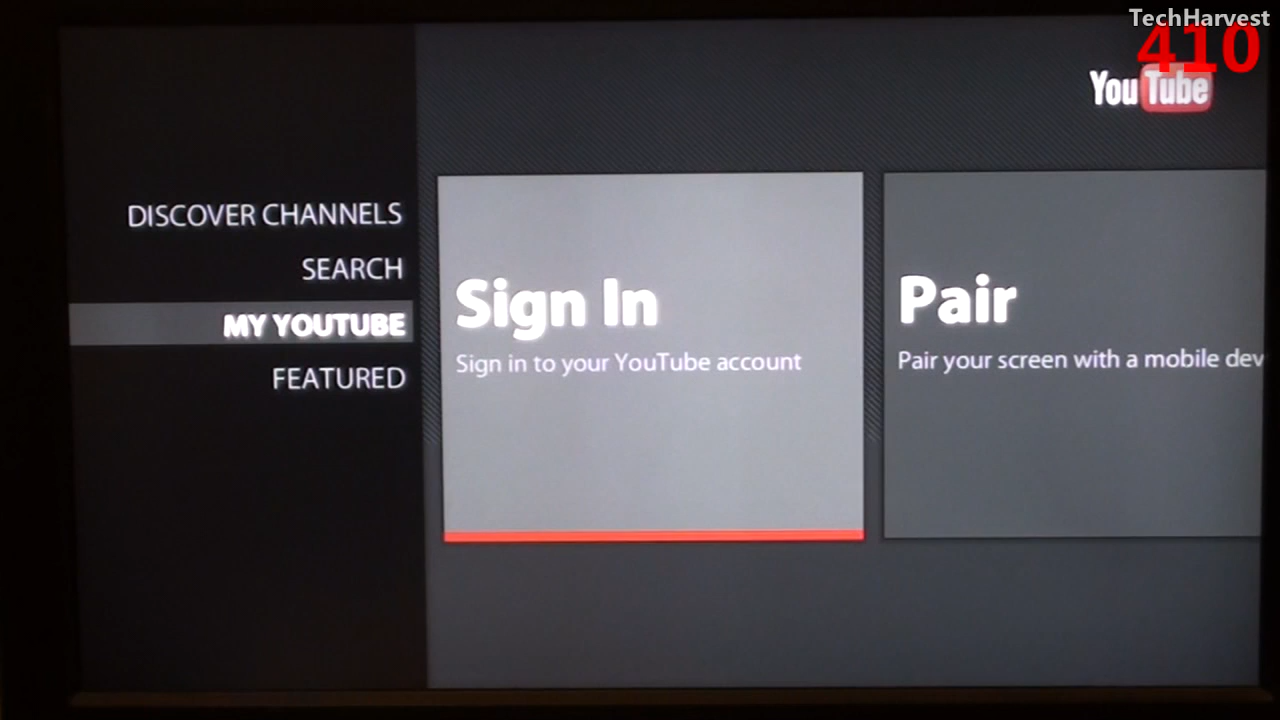 TechHarvest
410
YouTube
DISCOVER CHANNELS
SEARCH
MY YOUTUBE
FEATURED
Sign In
Sign in to your YouTube account
Pair
Pair your screen with a mobile dev